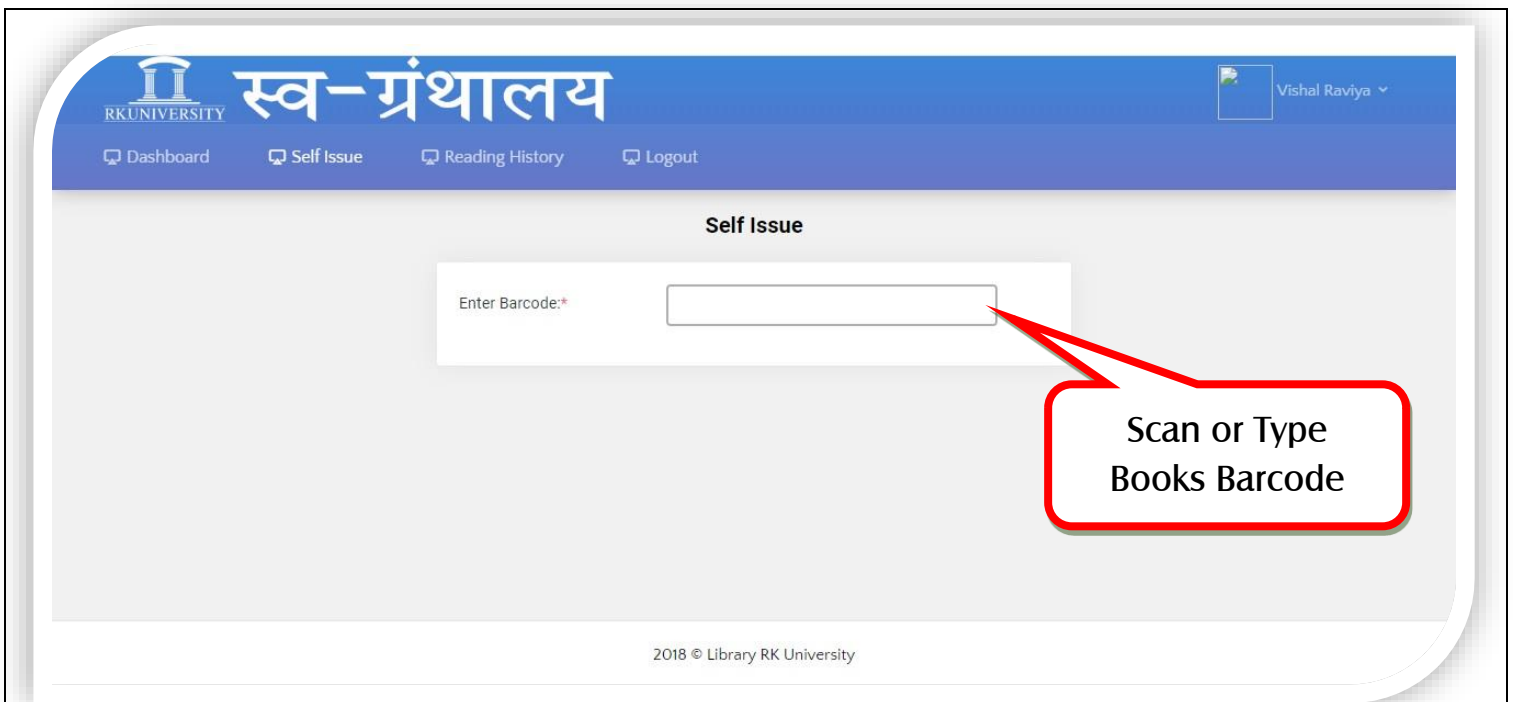 RKUNIVERSITY
स्व-ग्रंथालय
Vishal Raviya
Dashboard Self Issue Reading History Logout
Self Issue
Enter Barcode:*
Scan or Type
Books Barcode
2018 © Library RK University